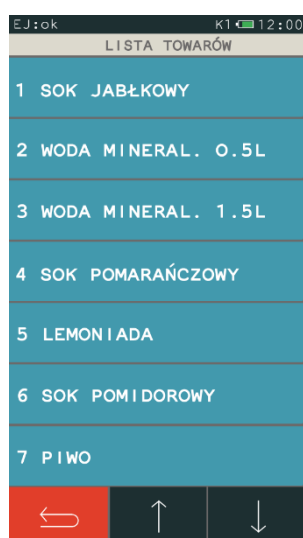 EJ:ok K1 12:00
LISTA TOWARÓW
1 SOK JABŁKOWY
2 WODA MINERAL. 0.5L
3 WODA MINERAL. 1.5L
4 SOK POMARAŃCZOWY
5 LEMONIADA
6 SOK POMIDOROWY
7 PIWO